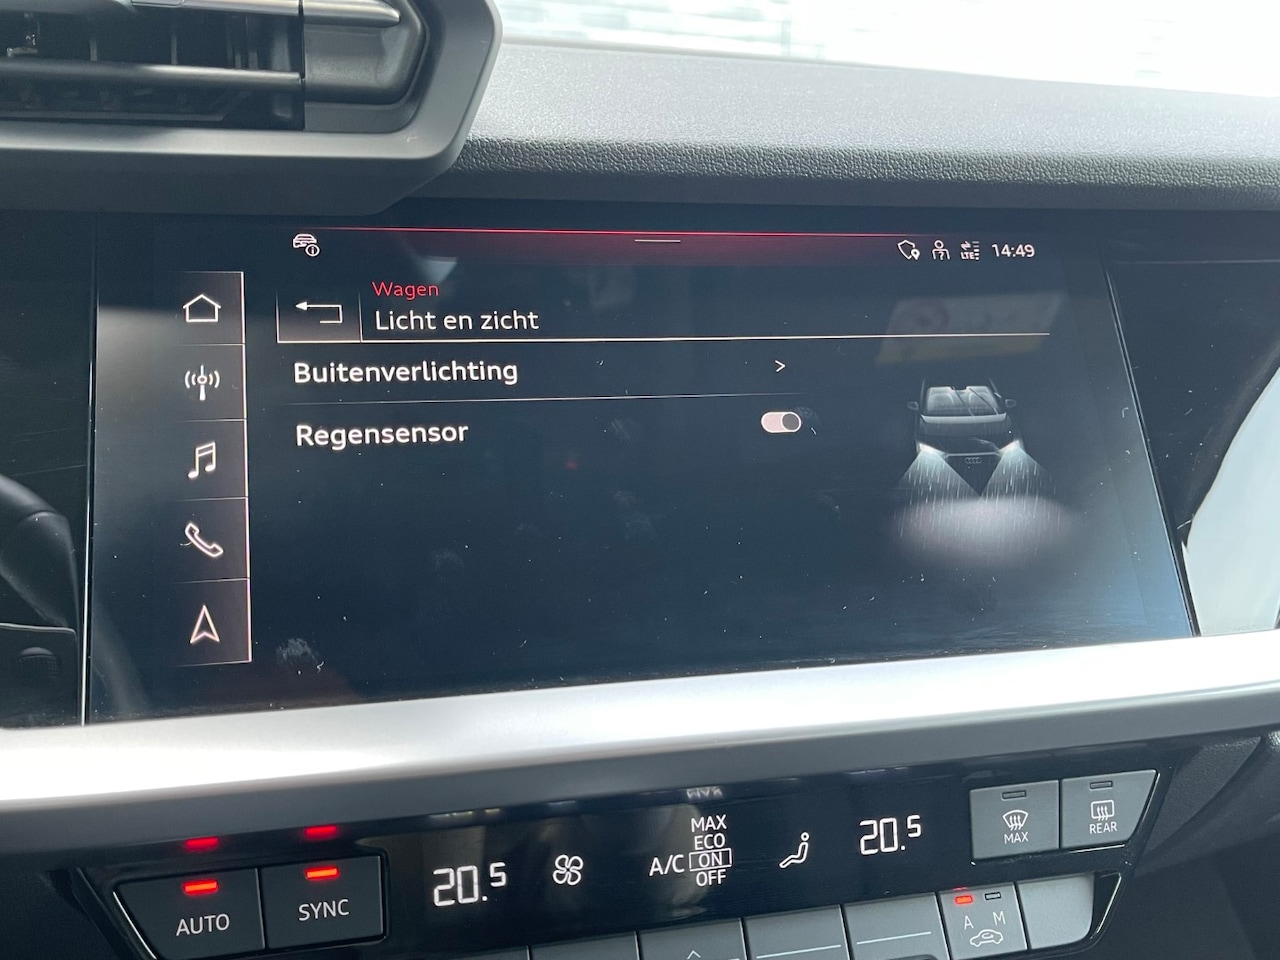 LTE 14:49
Wagen
Licht en zicht
Buitenverlichting >
Regensensor
MAX
ECO
A/C ON
OFF
20.5
20.5
MAX
REAR
AUTO
SYNC
A M